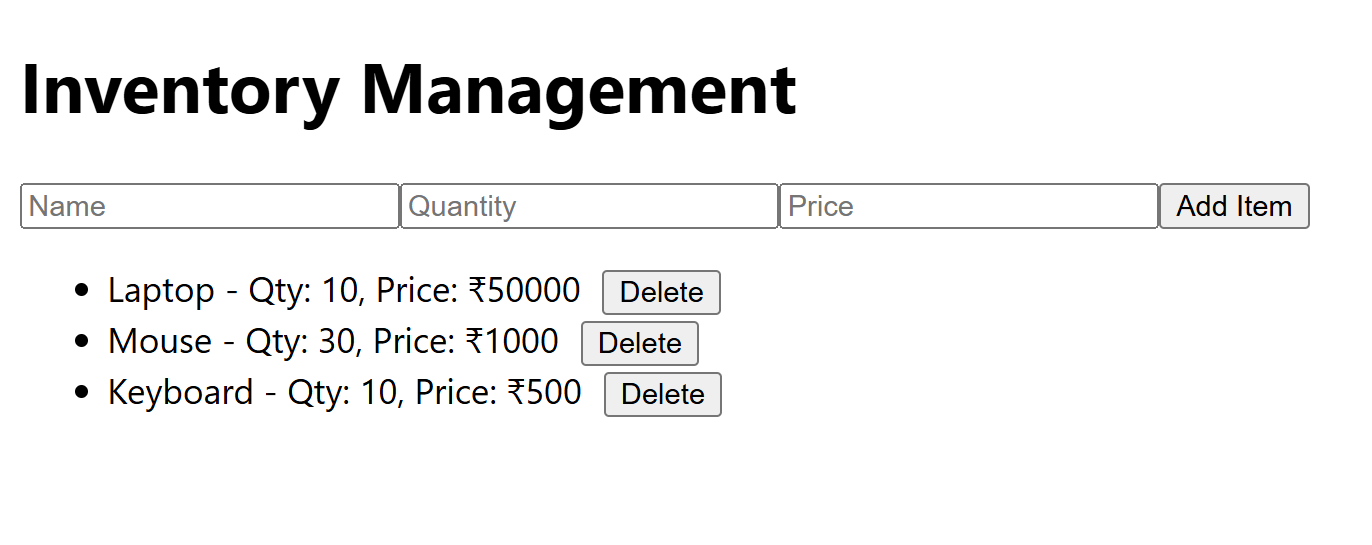 Inventory Management
Name Quantity Price Add Item
Laptop - Qty: 10, Price: ₹50000 Delete
Mouse - Qty: 30, Price: ₹1000 Delete
Keyboard - Qty: 10, Price: ₹500 Delete